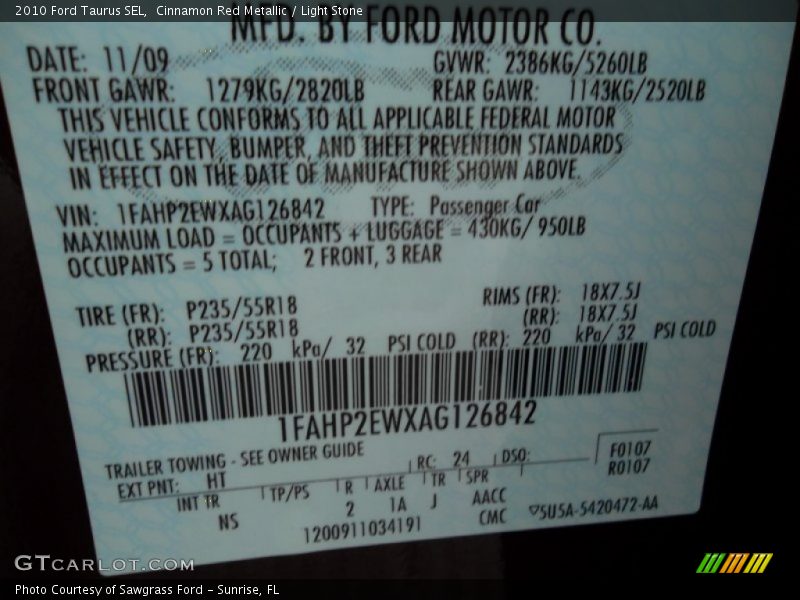 2010 Ford Taurus SEL,  Cinnamon Red Metallic / Light Stone
MFD. BY FORD MOTOR CO.
DATE: 11/09 GVWR: 2386KG/5260LB
FRONT GAWR: 1279KG/2820LB REAR GAWR: 1143KG/2520LB
THIS VEHICLE CONFORMS TO ALL APPLICABLE FEDERAL MOTOR
VEHICLE SAFETY, BUMPER, AND THEFT PREVENTION STANDARDS
IN EFFECT ON THE DATE OF MANUFACTURE SHOWN ABOVE.
VIN: 1FAHP2EWXAG126842 TYPE: Passenger Car
MAXIMUM LOAD = OCCUPANTS + LUGGAGE = 430KG/ 950LB
OCCUPANTS = 5 TOTAL; 2 FRONT, 3 REAR
TIRE (FR): P235/55R18 RIMS (FR): 18X7.5J
(RR): P235/55R18 (RR): 18X7.5J
PRESSURE (FR): 220 kPa/ 32 PSI COLD (RR): 220 kPa/ 32 PSI COLD
1FAHP2EWXAG126842
TRAILER TOWING - SEE OWNER GUIDE
EXT PNT: HT RC: 24 DSO: F0107
R0107
INT TR TP/PS R AXLE TR SPR
NS 2 1A J AACC
1200911034191 CMC ▽5U5A-5420472-AA
GTCARLOT.COM
Photo Courtesy of Sawgrass Ford - Sunrise, FL